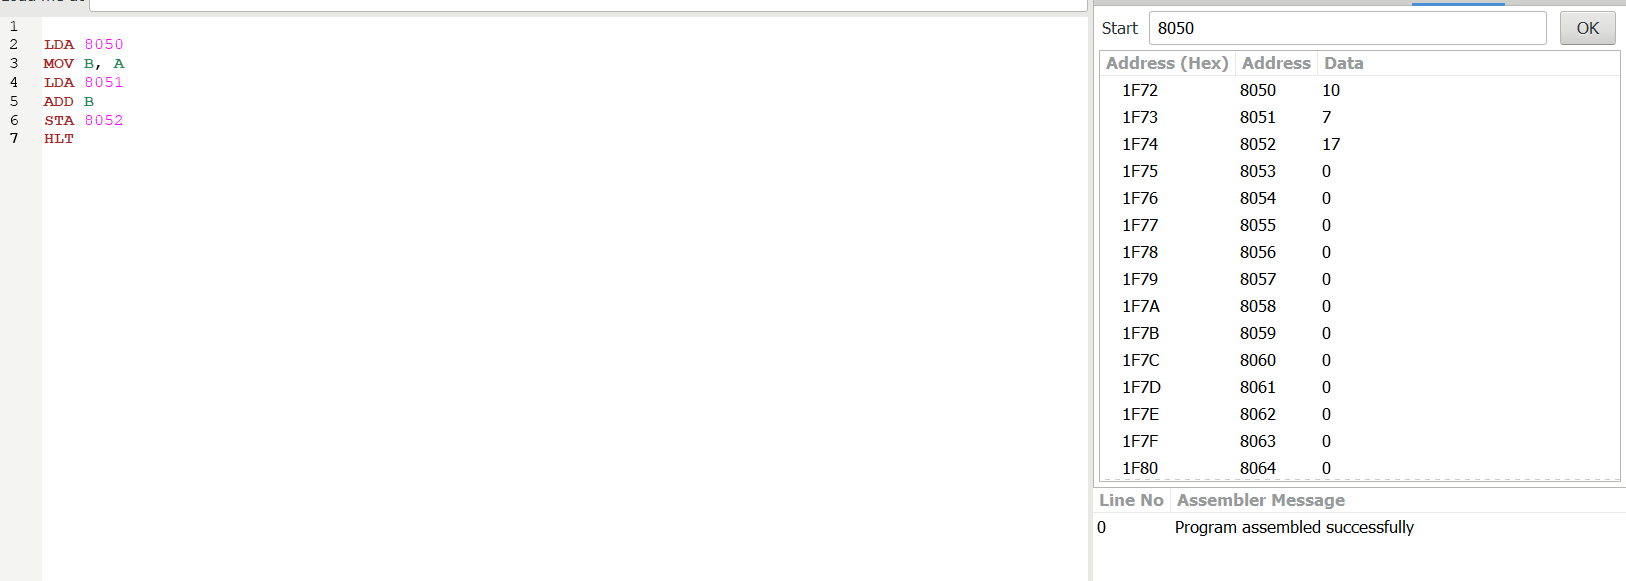 1
2 LDA 8050
3 MOV B, A
4 LDA 8051
5 ADD B
6 STA 8052
7 HLT
Start 8050 OK
Address (Hex) Address Data
1F72 8050 10
1F73 8051 7
1F74 8052 17
1F75 8053 0
1F76 8054 0
1F77 8055 0
1F78 8056 0
1F79 8057 0
1F7A 8058 0
1F7B 8059 0
1F7C 8060 0
1F7D 8061 0
1F7E 8062 0
1F7F 8063 0
1F80 8064 0
Line No Assembler Message
0 Program assembled successfully